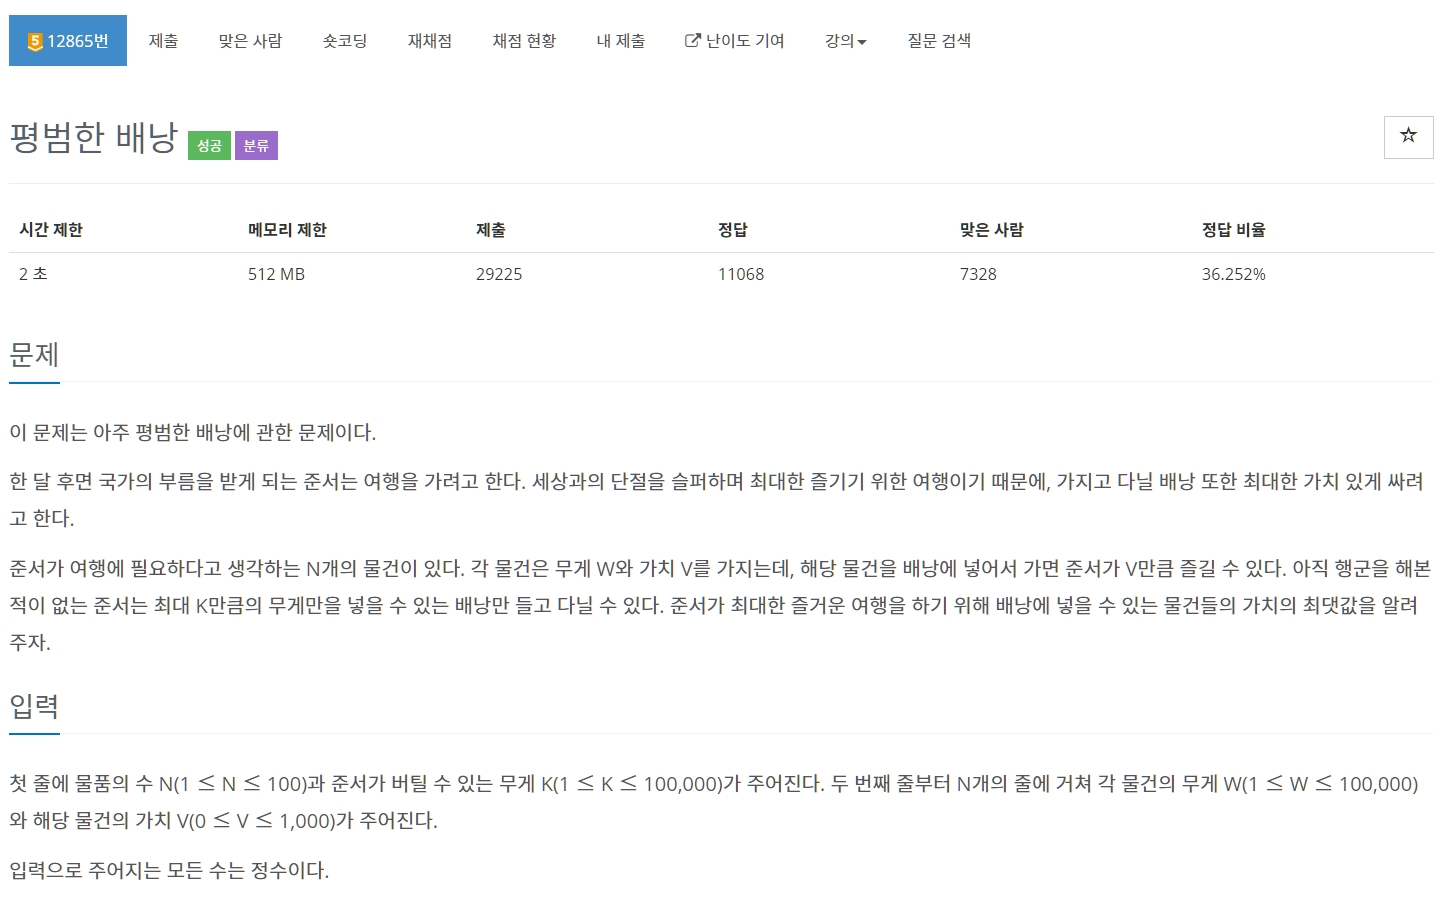 5 12865번 제출 맞은 사람 숏코딩 재채점 채점 현황 내 제출 난이도 기여 강의 질문 검색
평범한 배낭 성공 분류
시간 제한 메모리 제한 제출 정답 맞은 사람 정답 비율
2 초 512 MB 29225 11068 7328 36.252%
문제
이 문제는 아주 평범한 배낭에 관한 문제이다.
한 달 후면 국가의 부름을 받게 되는 준서는 여행을 가려고 한다. 세상과의 단절을 슬퍼하며 최대한 즐기기 위한 여행이기 때문에, 가지고 다닐 배낭 또한 최대한 가치 있게 싸려
고 한다.
준서가 여행에 필요하다고 생각하는 N개의 물건이 있다. 각 물건은 무게 W와 가치 V를 가지는데, 해당 물건을 배낭에 넣어서 가면 준서가 V만큼 즐길 수 있다. 아직 행군을 해본
적이 없는 준서는 최대 K만큼의 무게만을 넣을 수 있는 배낭만 들고 다닐 수 있다. 준서가 최대한 즐거운 여행을 하기 위해 배낭에 넣을 수 있는 물건들의 가치의 최댓값을 알려
주자.
입력
첫 줄에 물품의 수 N(1 ≤ N ≤ 100)과 준서가 버틸 수 있는 무게 K(1 ≤ K ≤ 100,000)가 주어진다. 두 번째 줄부터 N개의 줄에 거쳐 각 물건의 무게 W(1 ≤ W ≤ 100,000)
와 해당 물건의 가치 V(0 ≤ V ≤ 1,000)가 주어진다.
입력으로 주어지는 모든 수는 정수이다.